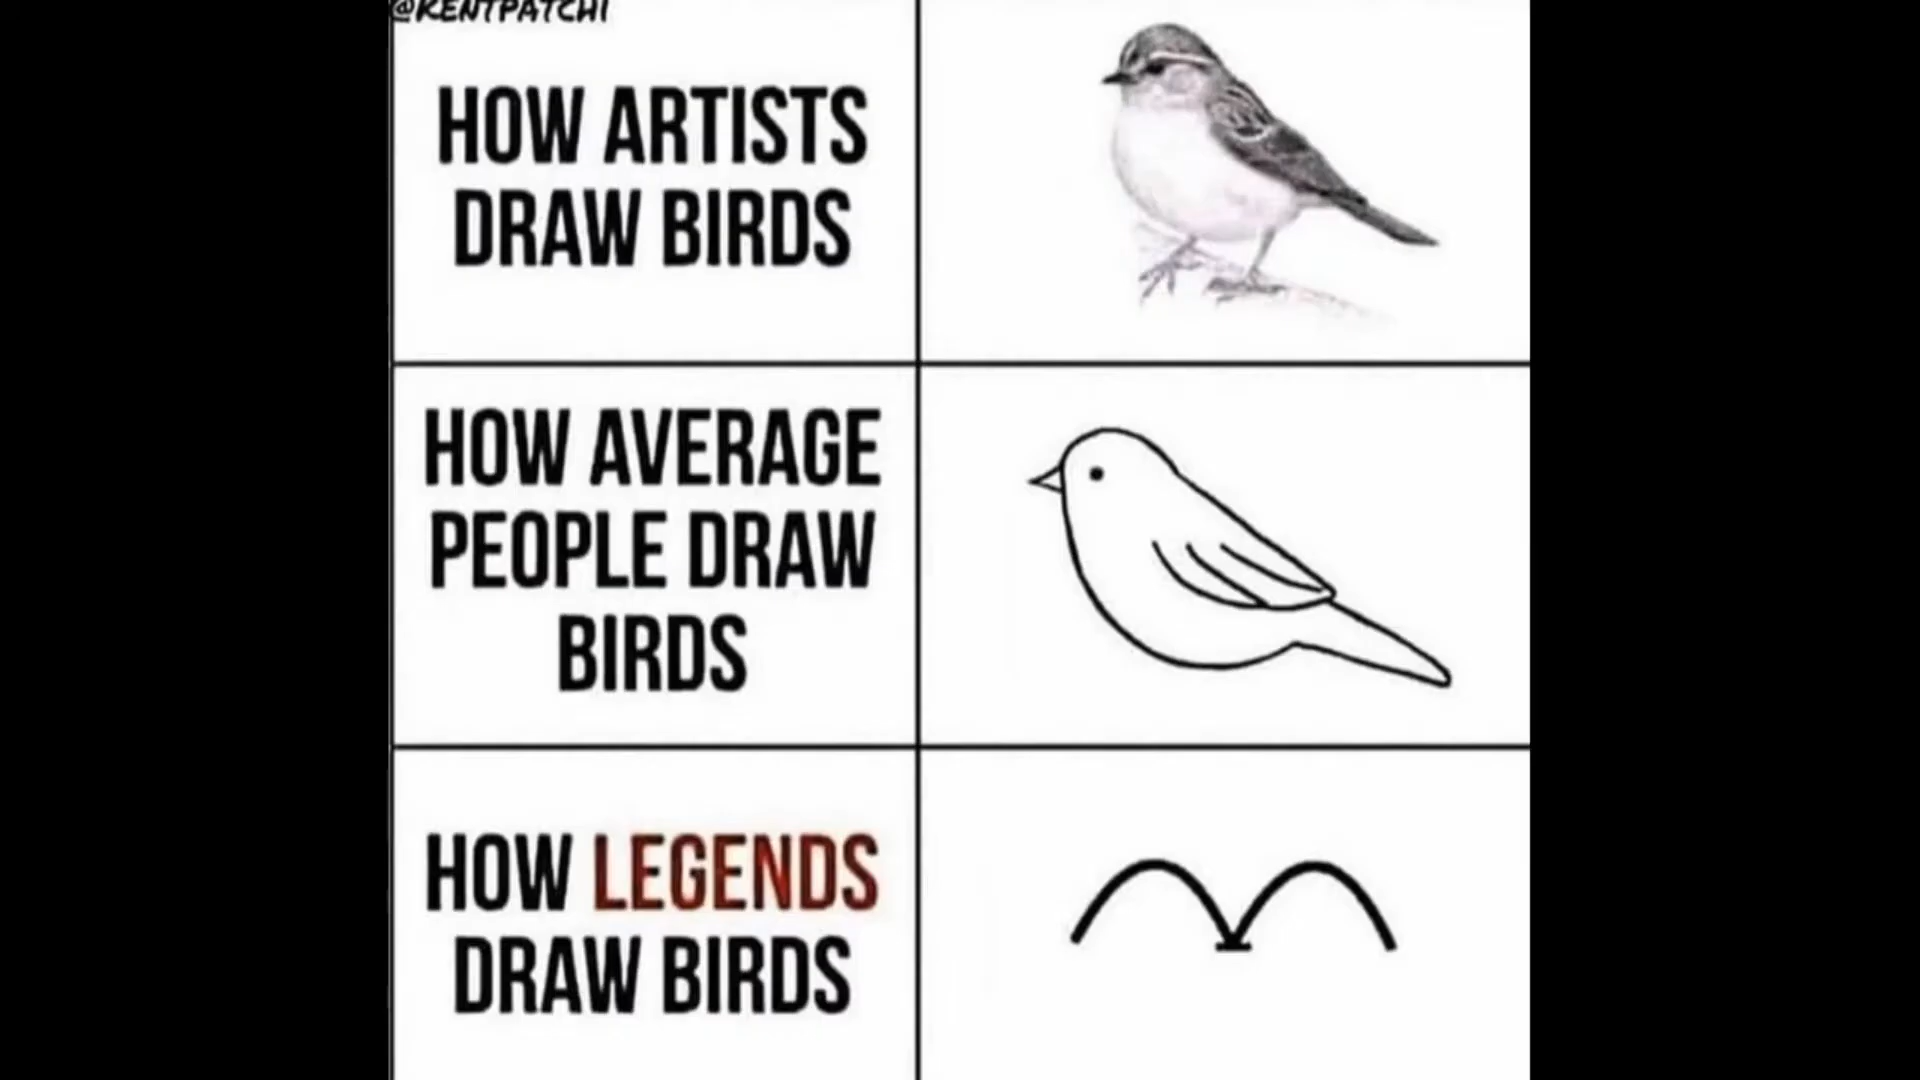 @KENTPATCHI
HOW ARTISTS
DRAW BIRDS
HOW AVERAGE
PEOPLE DRAW
BIRDS
HOW LEGENDS
DRAW BIRDS